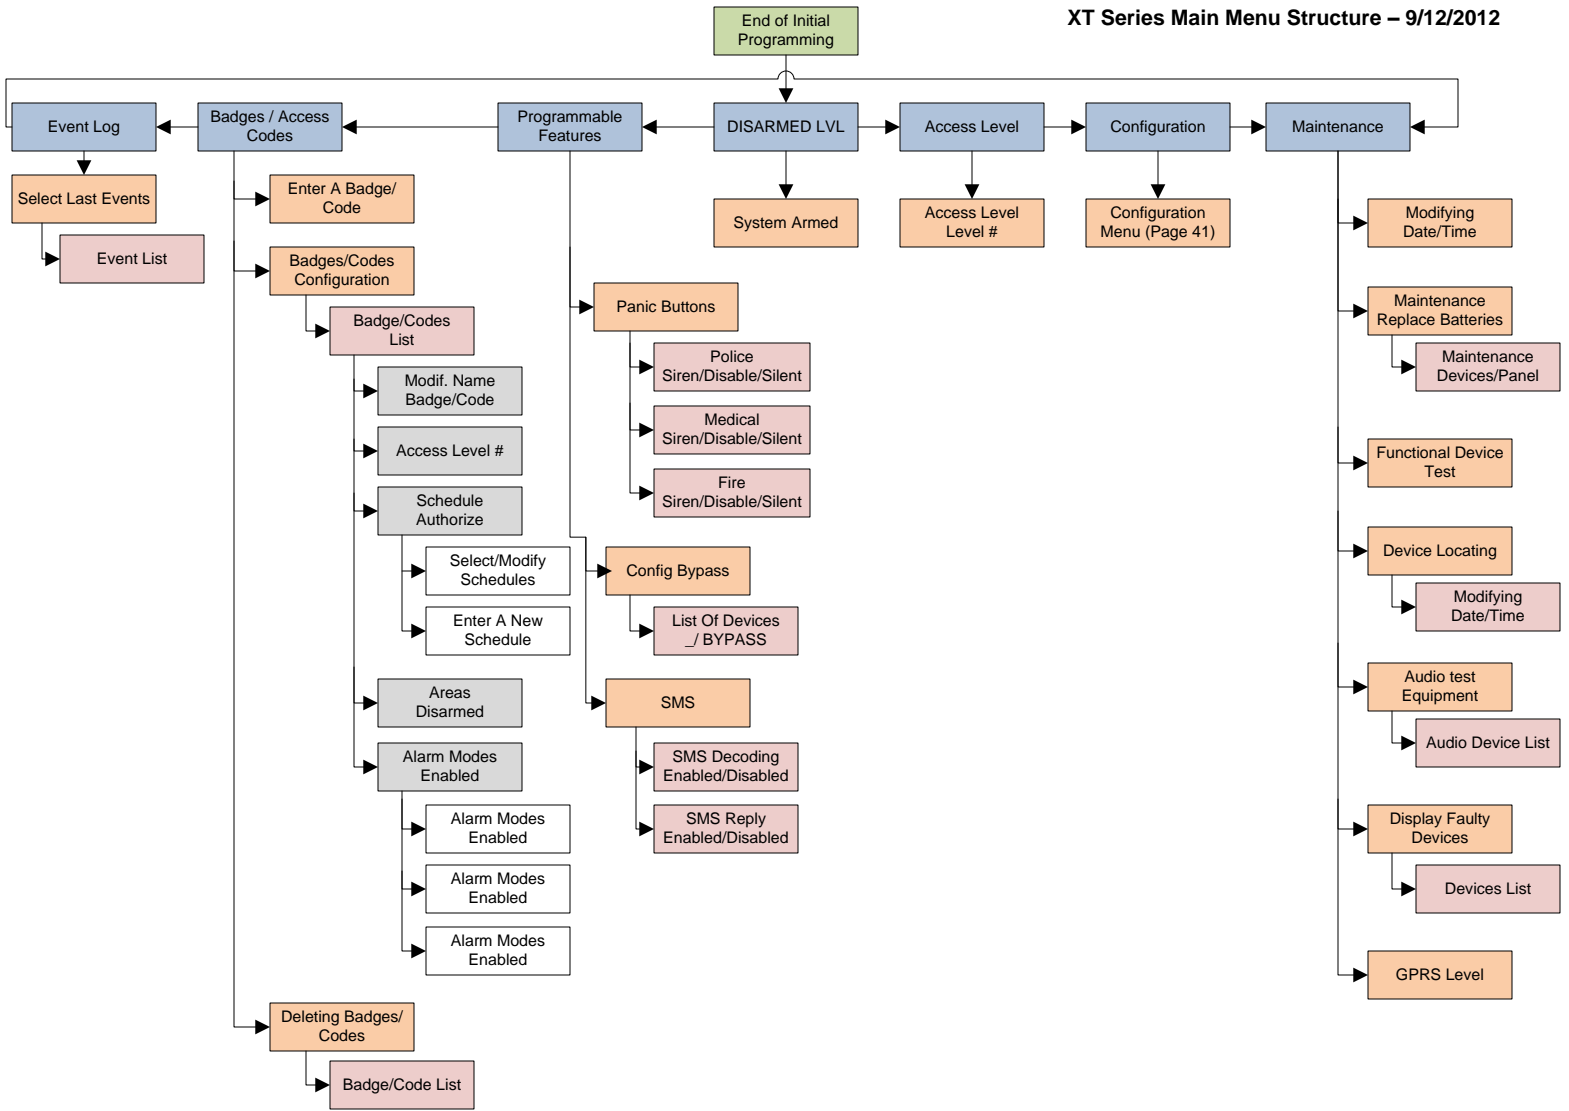 XT Series Main Menu Structure – 9/12/2012
End of Initial
Programming
Event Log
Badges / Access
Codes
Programmable
Features
DISARMED LVL
Access Level
Configuration
Maintenance
Select Last Events
Event List
Enter A Badge/
Code
Badges/Codes
Configuration
Badge/Codes
List
Modif. Name
Badge/Code
Access Level #
Schedule
Authorize
Select/Modify
Schedules
Enter A New
Schedule
Areas
Disarmed
Alarm Modes
Enabled
Alarm Modes
Enabled
Alarm Modes
Enabled
Alarm Modes
Enabled
Deleting Badges/
Codes
Badge/Code List
Panic Buttons
Police
Siren/Disable/Silent
Medical
Siren/Disable/Silent
Fire
Siren/Disable/Silent
Config Bypass
List Of Devices
_/ BYPASS
SMS
SMS Decoding
Enabled/Disabled
SMS Reply
Enabled/Disabled
System Armed
Access Level
Level #
Configuration
Menu (Page 41)
Modifying
Date/Time
Maintenance
Replace Batteries
Maintenance
Devices/Panel
Functional Device
Test
Device Locating
Modifying
Date/Time
Audio test
Equipment
Audio Device List
Display Faulty
Devices
Devices List
GPRS Level